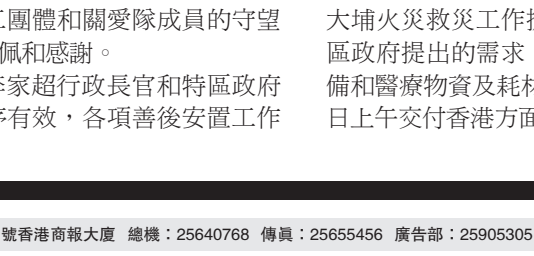 工團體和關愛隊成員的守望
佩和感謝。
李家超行政長官和特區政府
序有效，各項善後安置工作
大埔火災救災工作提
區政府提出的需求，
備和醫療物資及耗材
日上午交付香港方面
號香港商報大廈 總機：25640768 傳眞：25655456 廣告部：25905305